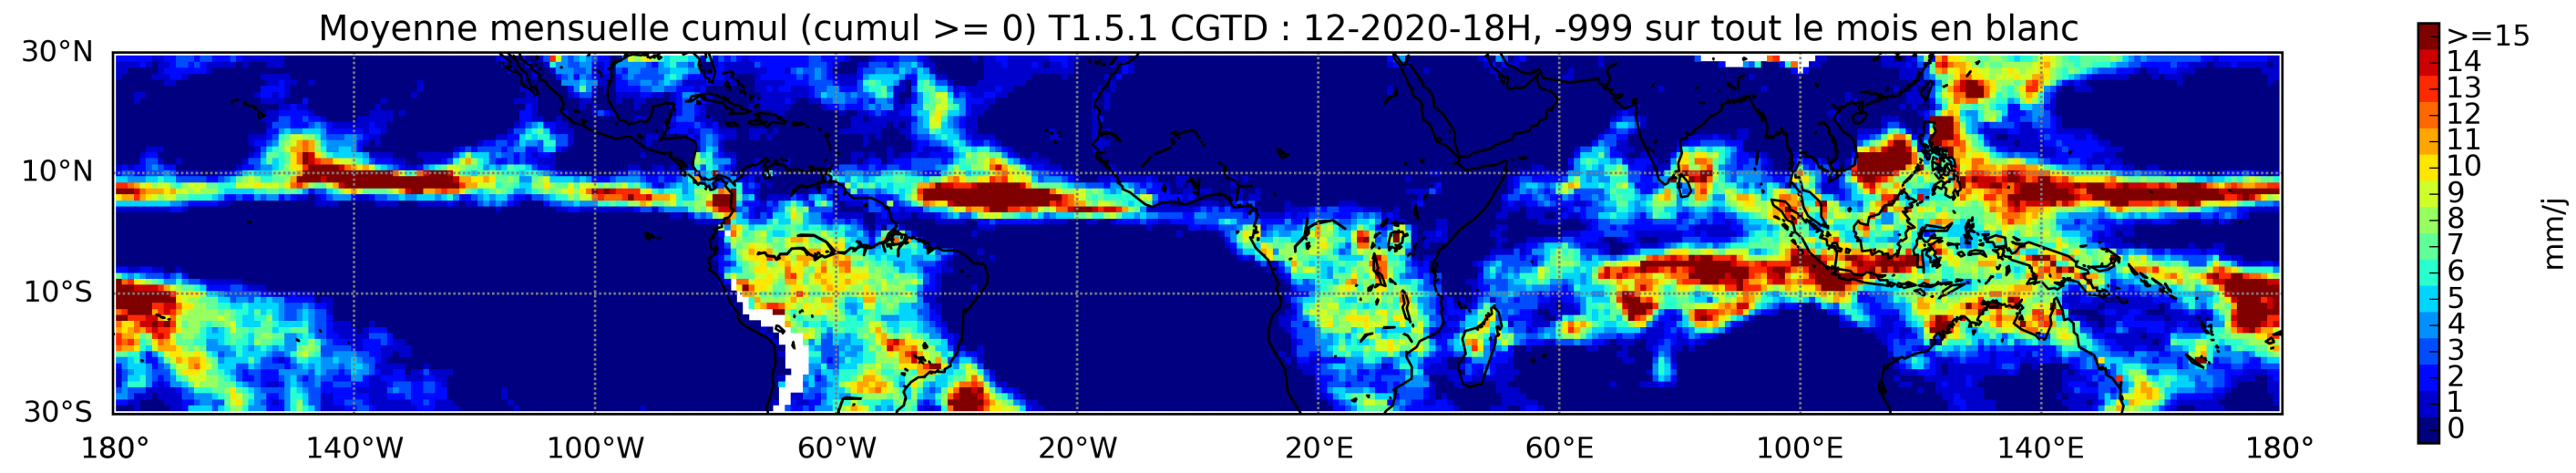 Moyenne mensuelle cumul (cumul >= 0) T1.5.1 CGTD : 12-2020-18H, -999 sur tout le mois en blanc
30°N
10°N
10°S
30°S
180° 140°W 100°W 60°W 20°W 20°E 60°E 100°E 140°E 180°
>=15
14
13
12
11
10
9
8
7
6
5
4
3
2
1
0
mm/j